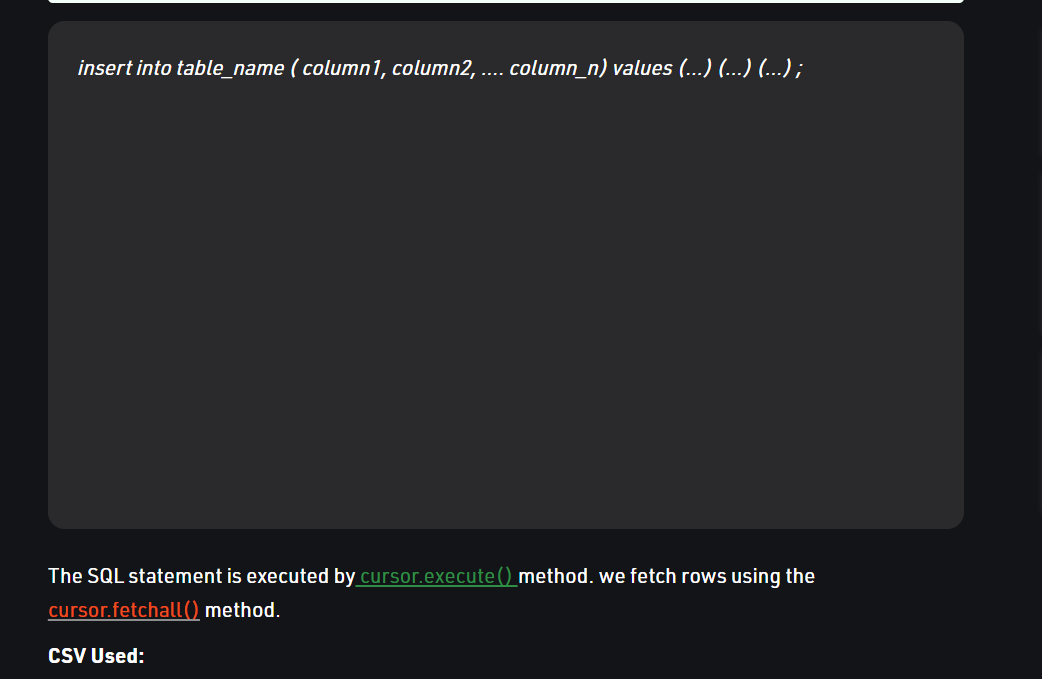 insert into table_name ( column1, column2, .... column_n) values (...) (...) (...) ;
The SQL statement is executed by cursor.execute() method. we fetch rows using the
cursor.fetchall() method.
CSV Used: